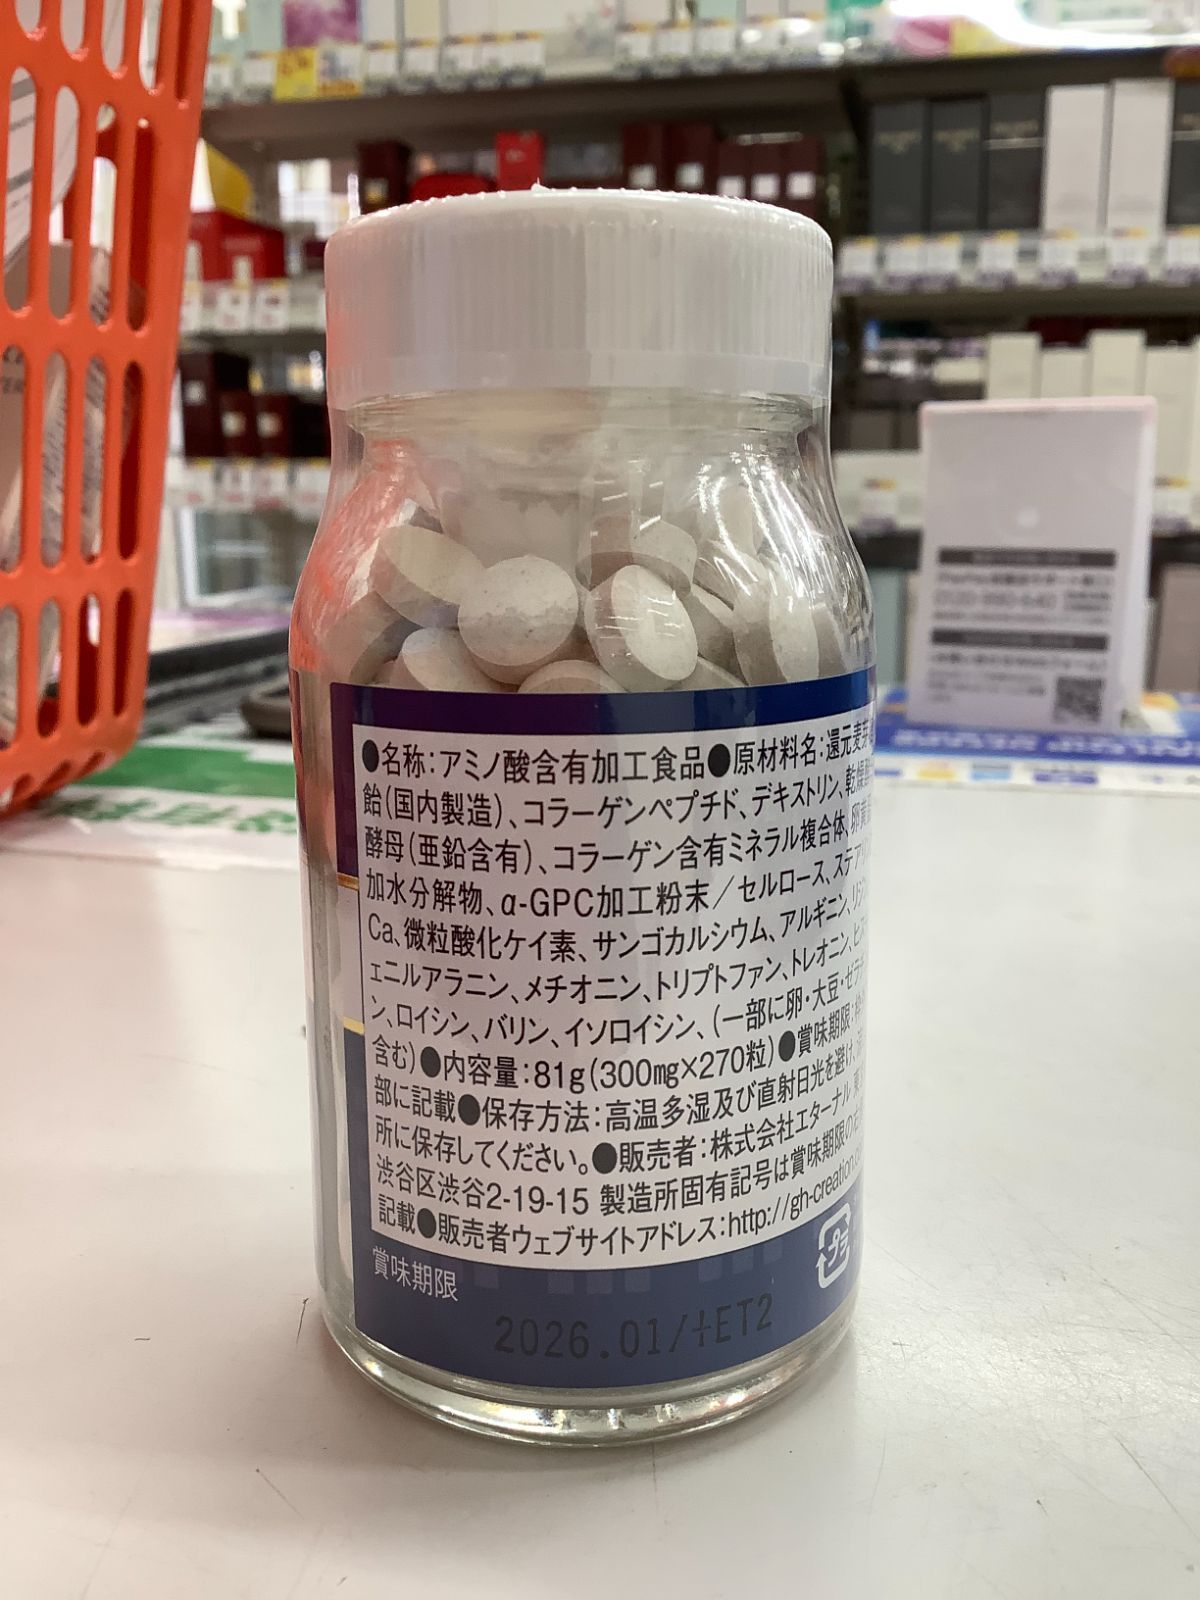 ●名称：アミノ酸含有加工食品●原材料名：還元麦芽
飴（国内製造）、コラーゲンペプチド、デキストリン、乾燥
酵母（亜鉛含有）、コラーゲン含有ミネラル複合体、卵黄
加水分解物、α-GPC加工粉末／セルロース、ステア
Ca、微粒酸化ケイ素、サンゴカルシウム、アルギニン、リジ
ェニルアラニン、メチオニン、トリプトファン、トレオニン、ヒス
ン、ロイシン、バリン、イソロイシン、（一部に卵・大豆・ゼラ
含む）●内容量：81g（300㎎×270粒）●賞味期限：枠
部に記載●保存方法：高温多湿及び直射日光を避け、
所に保存してください。●販売者：株式会社エターナル
渋谷区渋谷2-19-15 製造所固有記号は賞味期限の
記載●販売者ウェブサイトアドレス：http://gh-creation.
プラ
賞味期限
2026.01/+ET2